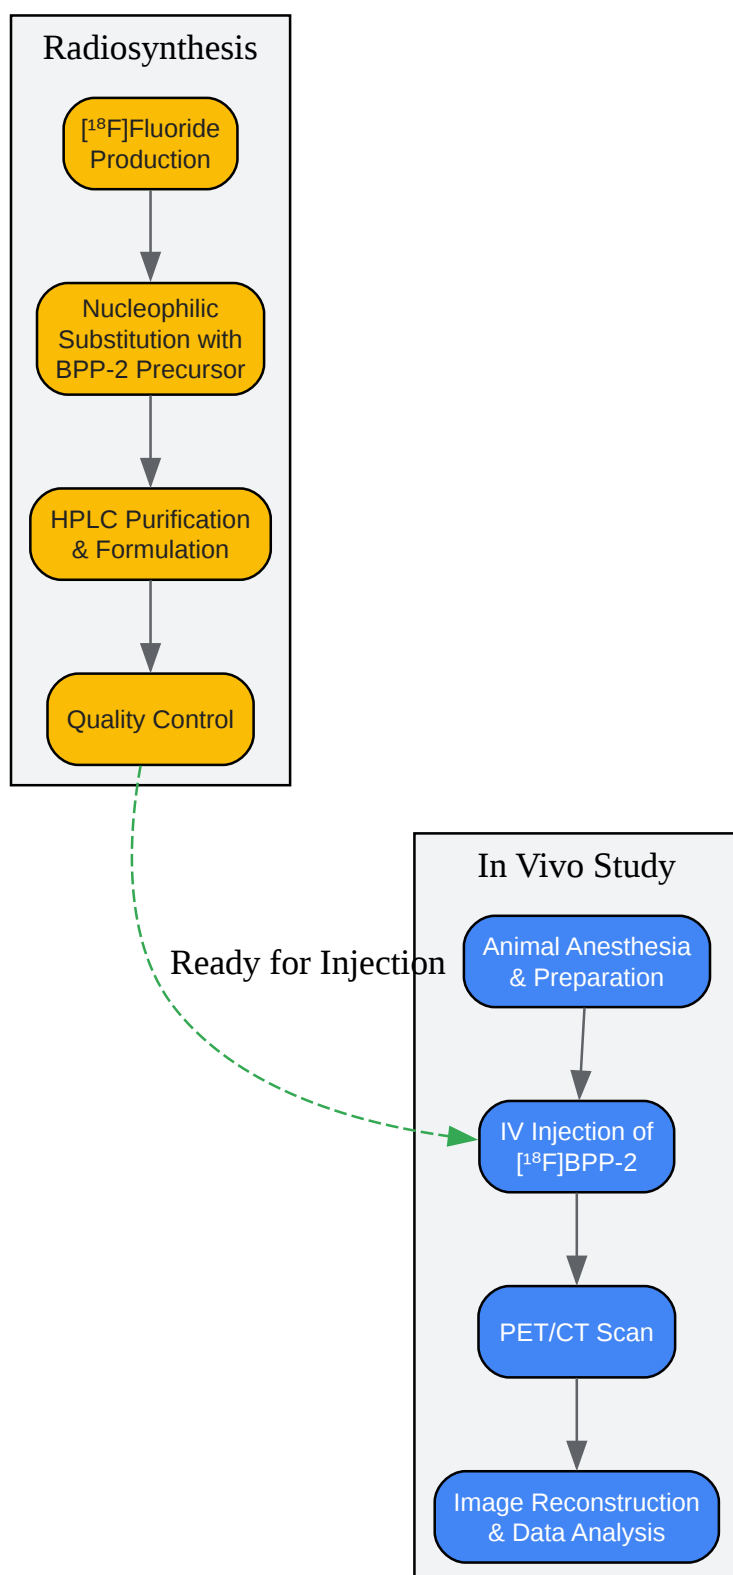 Radiosynthesis
[¹⁸F]Fluoride
Production
Nucleophilic
Substitution with
BPP-2 Precursor
HPLC Purification
& Formulation
Quality Control
Ready for Injection
In Vivo Study
Animal Anesthesia
& Preparation
IV Injection of
[¹⁸F]BPP-2
PET/CT Scan
Image Reconstruction
& Data Analysis